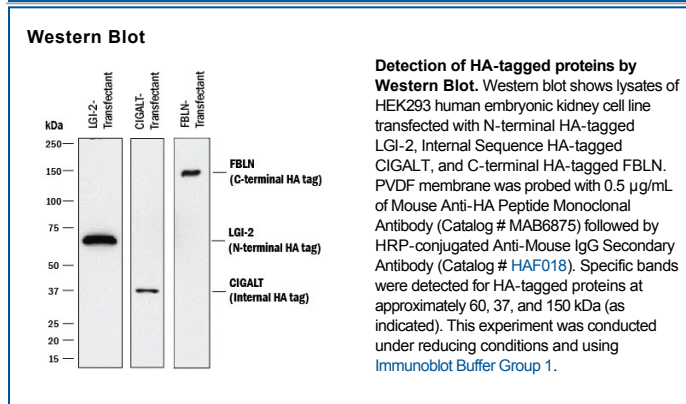 Western Blot
LGI-2-
Transfectant
CIGALT-
Transfectant
FBLN-
Transfectant
kDa
250
150
100
75
50
37
25
20
15
FBLN
(C-terminal HA tag)
LGI-2
(N-terminal HA tag)
CIGALT
(Internal HA tag)
Detection of HA-tagged proteins by
Western Blot. Western blot shows lysates of
HEK293 human embryonic kidney cell line
transfected with N-terminal HA-tagged
LGI-2, Internal Sequence HA-tagged
CIGALT, and C-terminal HA-tagged FBLN.
PVDF membrane was probed with 0.5 µg/mL
of Mouse Anti-HA Peptide Monoclonal
Antibody (Catalog # MAB6875) followed by
HRP-conjugated Anti-Mouse IgG Secondary
Antibody (Catalog # HAF018). Specific bands
were detected for HA-tagged proteins at
approximately 60, 37, and 150 kDa (as
indicated). This experiment was conducted
under reducing conditions and using
Immunoblot Buffer Group 1.